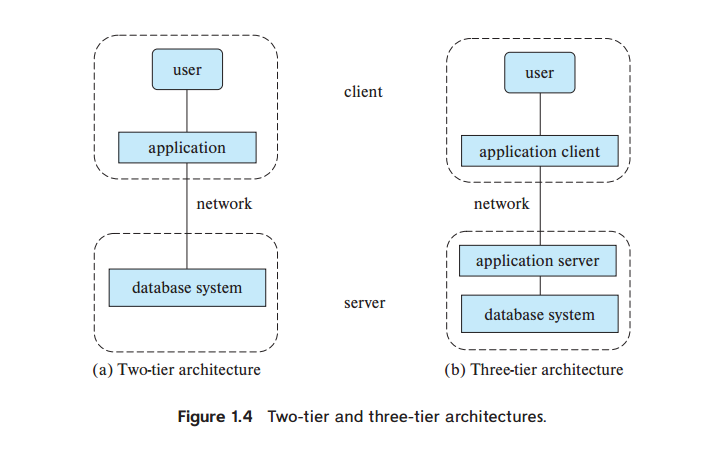 user
application
network
database system
(a) Two-tier architecture
client
server
user
application client
network
application server
database system
(b) Three-tier architecture
Figure 1.4 Two-tier and three-tier architectures.